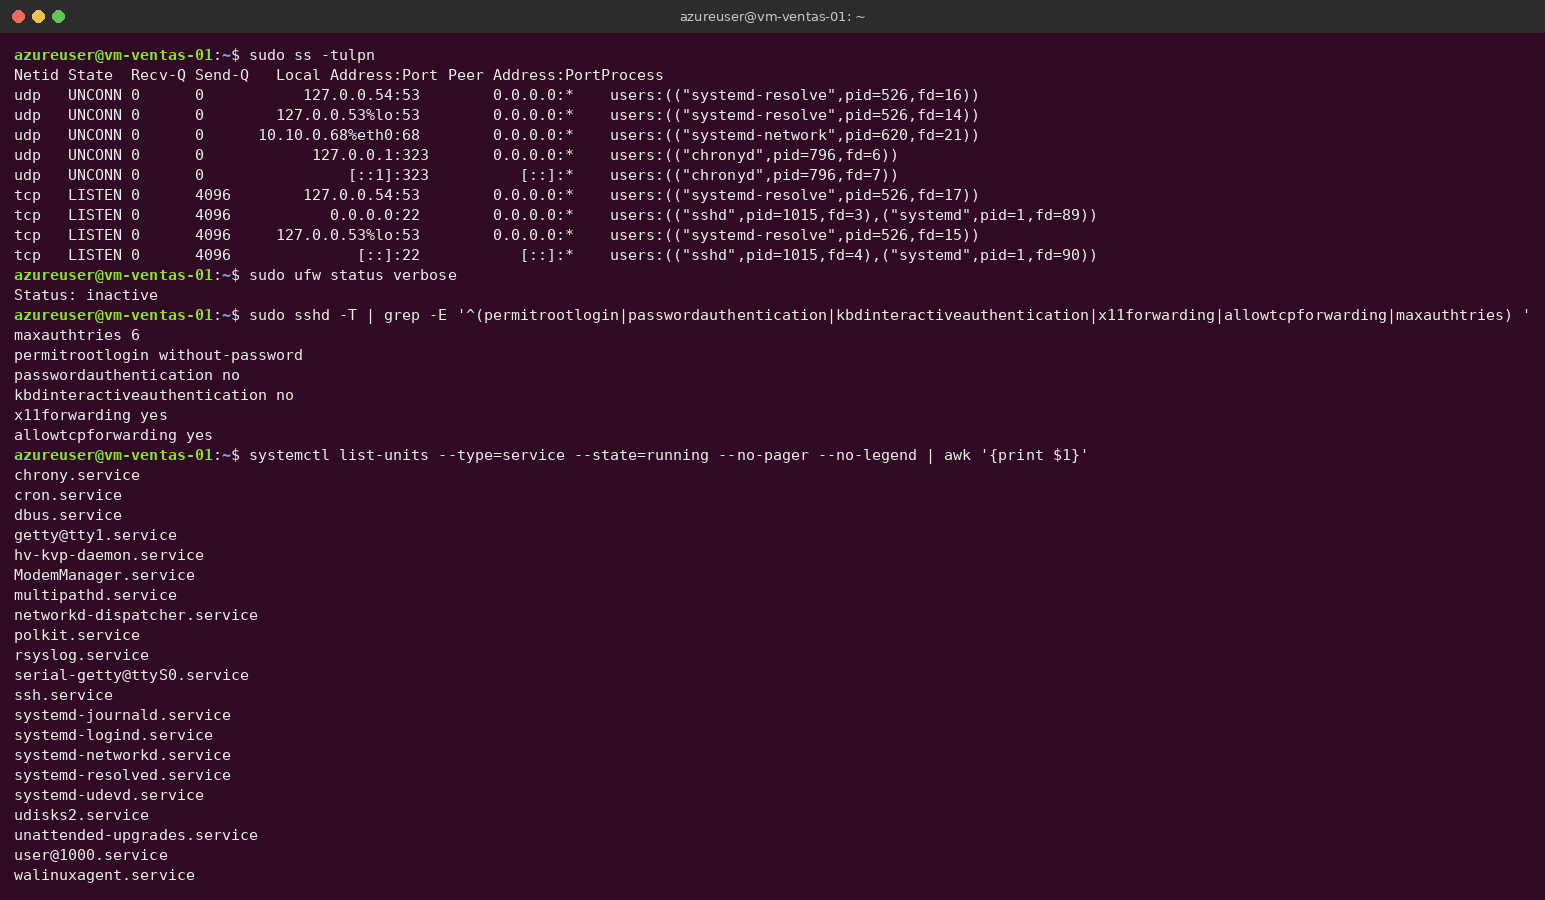 azureuser@vm-ventas-01: ~
azureuser@vm-ventas-01:~$ sudo ss -tulpn
Netid State  Recv-Q Send-Q   Local Address:Port Peer Address:PortProcess
udp   UNCONN 0      0           127.0.0.54:53        0.0.0.0:*    users:(("systemd-resolve",pid=526,fd=16))
udp   UNCONN 0      0        127.0.0.53%lo:53        0.0.0.0:*    users:(("systemd-resolve",pid=526,fd=14))
udp   UNCONN 0      0      10.10.0.68%eth0:68        0.0.0.0:*    users:(("systemd-network",pid=620,fd=21))
udp   UNCONN 0      0            127.0.0.1:323       0.0.0.0:*    users:(("chronyd",pid=796,fd=6))
udp   UNCONN 0      0                [::1]:323          [::]:*    users:(("chronyd",pid=796,fd=7))
tcp   LISTEN 0      4096        127.0.0.54:53        0.0.0.0:*    users:(("systemd-resolve",pid=526,fd=17))
tcp   LISTEN 0      4096           0.0.0.0:22        0.0.0.0:*    users:(("sshd",pid=1015,fd=3),("systemd",pid=1,fd=89))
tcp   LISTEN 0      4096     127.0.0.53%lo:53        0.0.0.0:*    users:(("systemd-resolve",pid=526,fd=15))
tcp   LISTEN 0      4096              [::]:22           [::]:*    users:(("sshd",pid=1015,fd=4),("systemd",pid=1,fd=90))
azureuser@vm-ventas-01:~$ sudo ufw status verbose
Status: inactive
azureuser@vm-ventas-01:~$ sudo sshd -T | grep -E '^(permitrootlogin|passwordauthentication|kbdinteractiveauthentication|x11forwarding|allowtcpforwarding|maxauthtries) '
maxauthtries 6
permitrootlogin without-password
passwordauthentication no
kbdinteractiveauthentication no
x11forwarding yes
allowtcpforwarding yes
azureuser@vm-ventas-01:~$ systemctl list-units --type=service --state=running --no-pager --no-legend | awk '{print $1}'
chrony.service
cron.service
dbus.service
getty@tty1.service
hv-kvp-daemon.service
ModemManager.service
multipathd.service
networkd-dispatcher.service
polkit.service
rsyslog.service
serial-getty@ttyS0.service
ssh.service
systemd-journald.service
systemd-logind.service
systemd-networkd.service
systemd-resolved.service
systemd-udevd.service
udisks2.service
unattended-upgrades.service
user@1000.service
walinuxagent.service